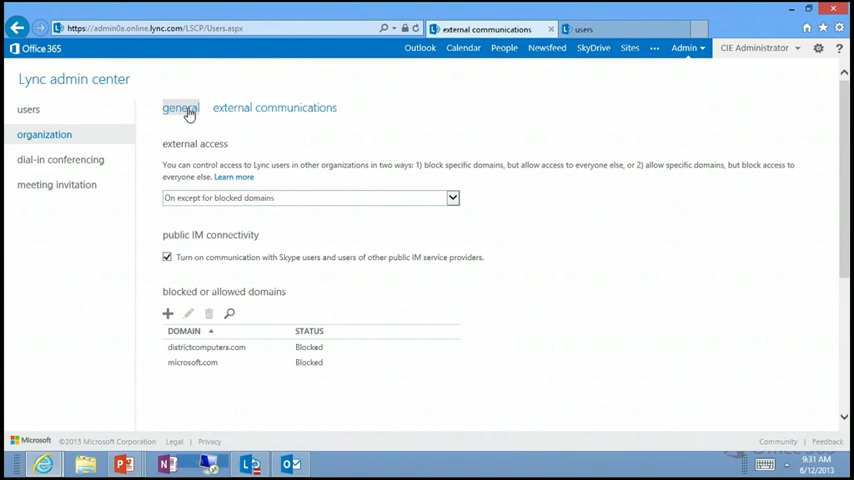 https://admin0a.online.lync.com/LSCP/Users.aspx
external communications
users
Office 365
Outlook Calendar People Newsfeed SkyDrive Sites ••• Admin CIE Administrator ?
Lync admin center
users
organization
dial-in conferencing
meeting invitation
general external communications
external access
You can control access to Lync users in other organizations in two ways: 1) block specific domains, but allow access to everyone else, or 2) allow specific domains, but block access to
everyone else. Learn more
On except for blocked domains
public IM connectivity
Turn on communication with Skype users and users of other public IM service providers.
blocked or allowed domains
DOMAIN STATUS
districtcomputers.com Blocked
microsoft.com Blocked
Microsoft ©2013 Microsoft Corporation Legal Privacy Community Feedback
Office 365
9:31 AM
6/12/2013